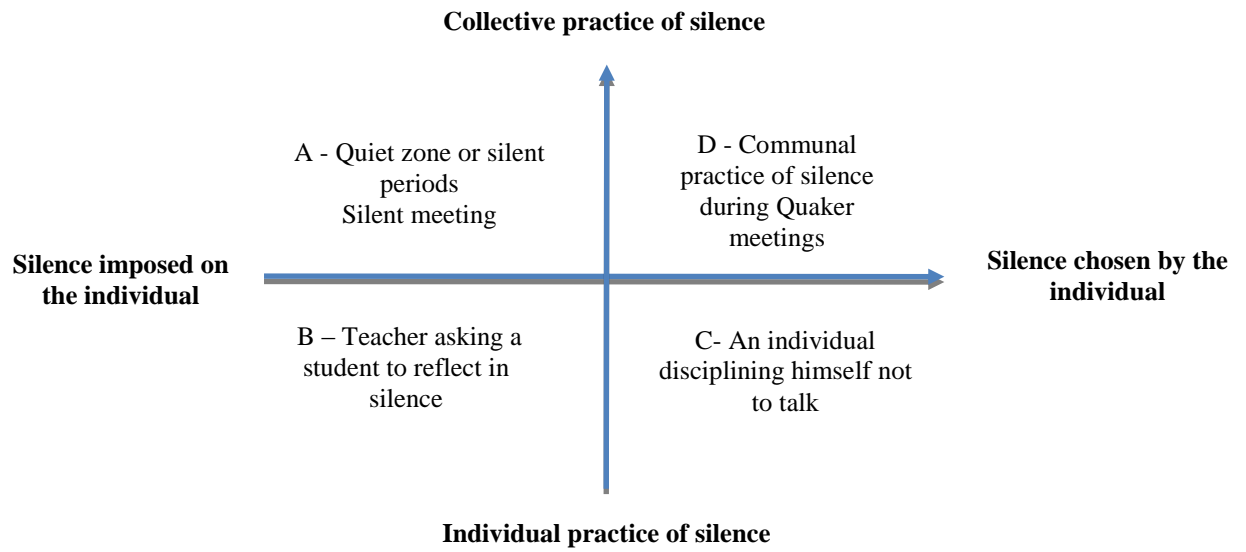 Collective practice of silence
A - Quiet zone or silent
periods
Silent meeting
D - Communal
practice of silence
during Quaker
meetings
Silence imposed on
the individual
Silence chosen by the
individual
B – Teacher asking a
student to reflect in
silence
C- An individual
disciplining himself not
to talk
Individual practice of silence